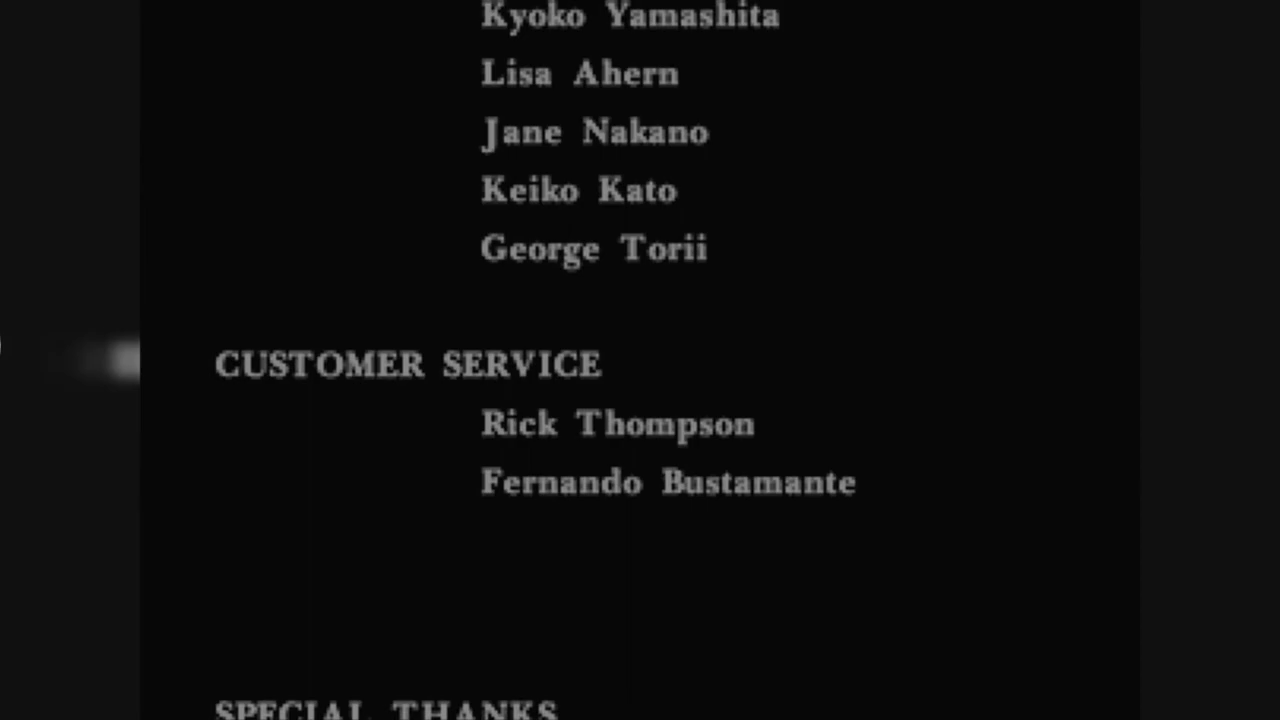 Kyoko Yamashita
Lisa Ahern
Jane Nakano
Keiko Kato
George Torii
CUSTOMER SERVICE
Rick Thompson
Fernando Bustamante
SPECIAL THANKS